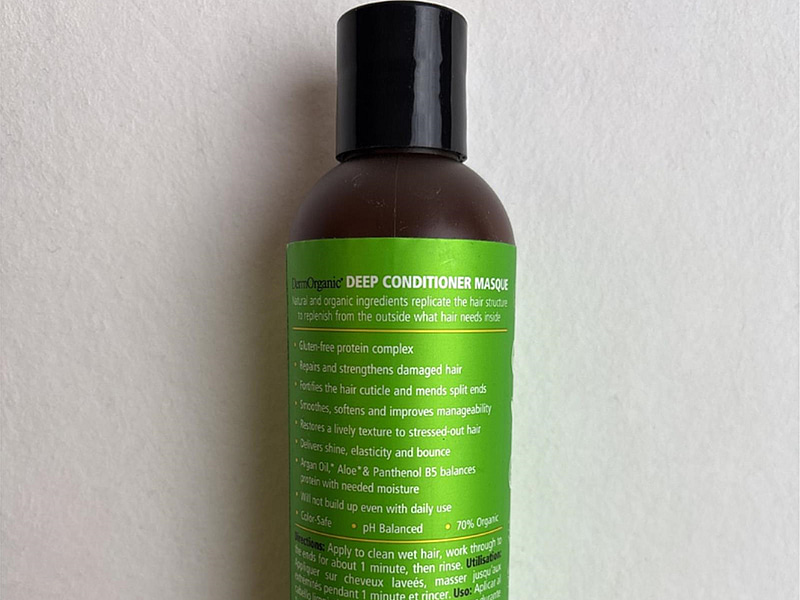 DermOrganic® DEEP CONDITIONER MASQUE
Natural and organic ingredients replicate the hair structure
to replenish from the outside what hair needs inside
• Gluten-free protein complex
• Repairs and strengthens damaged hair
• Fortifies the hair cuticle and mends split ends
• Smoothes, softens and improves manageability
• Restores a lively texture to stressed-out hair
• Delivers shine, elasticity and bounce
• Argan Oil,* Aloe* & Panthenol B5 balances
protein with needed moisture
• Will not build up even with daily use
• Color-Safe • pH Balanced • 70% Organic
Directions: Apply to clean wet hair, work through to
the ends for about 1 minute, then rinse. Utilisation:
Appliquer sur cheveux laveés, masser jusqu'aux
extremités pendant 1 minute et rincer. Uso: Aplicar al
cabello